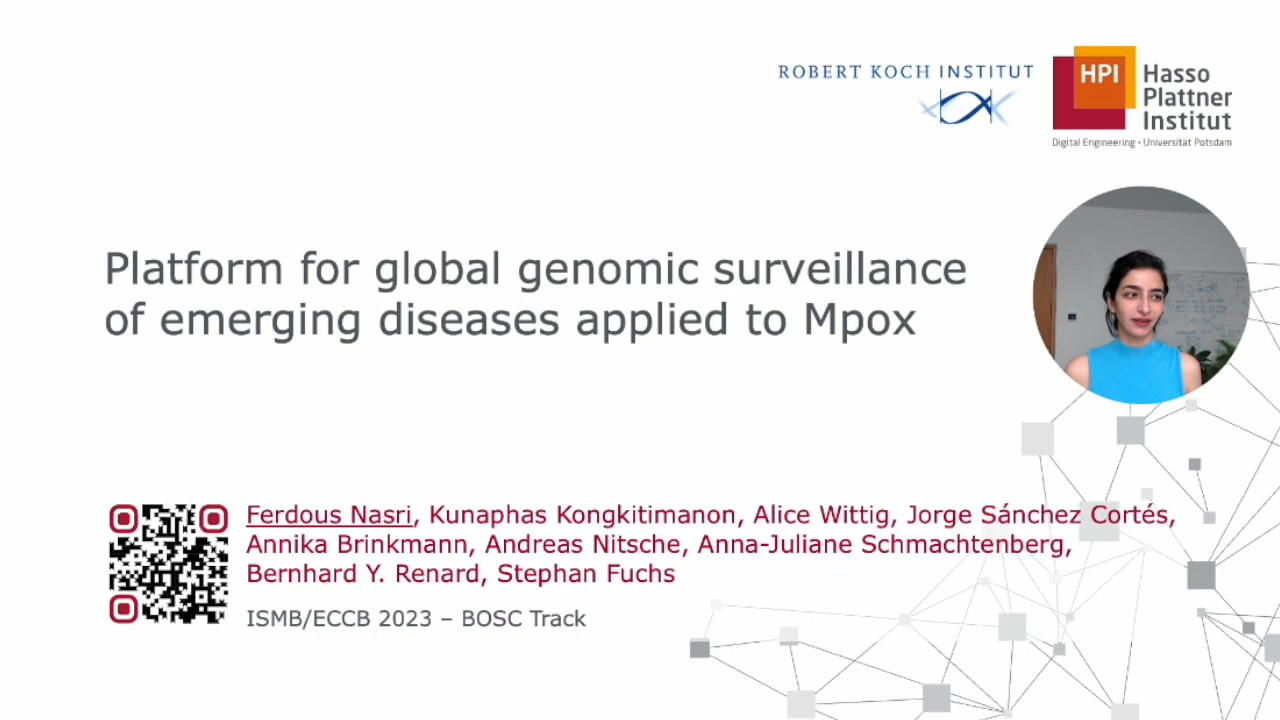 ROBERT KOCH INSTITUT
HPI
Hasso
Plattner
Institut
Digital Engineering • Universität Potsdam
Platform for global genomic surveillance
of emerging diseases applied to Mpox
Ferdous Nasri, Kunaphas Kongkitimanon, Alice Wittig, Jorge Sánchez Cortés,
Annika Brinkmann, Andreas Nitsche, Anna-Juliane Schmachtenberg,
Bernhard Y. Renard, Stephan Fuchs
ISMB/ECCB 2023 – BOSC Track